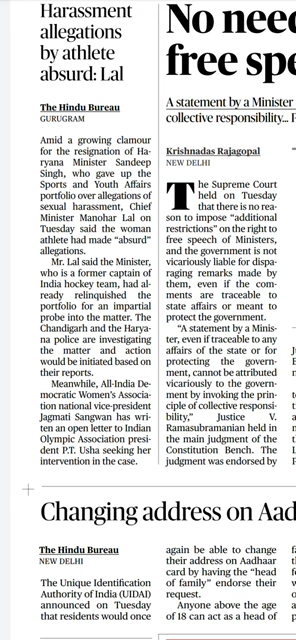 Harassment
allegations
by athlete
absurd: Lal
The Hindu Bureau
GURUGRAM
Amid a growing clamour
for the resignation of Ha-
ryana Minister Sandeep
Singh, who gave up the
Sports and Youth Affairs
portfolio over allegations of
sexual harassment, Chief
Minister Manohar Lal on
Tuesday said the woman
athlete had made “absurd”
allegations.
Mr. Lal said the Minister,
who is a former captain of
India hockey team, had al-
ready relinquished the
portfolio for an impartial
probe into the matter. The
Chandigarh and the Harya-
na police are investigating
the matter and action
would be initiated based on
their reports.
Meanwhile, All-India De-
mocratic Women's Associa-
tion national vice-president
Jagmati Sangwan has writ-
ten an open letter to Indian
Olympic Association presi-
dent P.T. Usha seeking her
intervention in the case.
No need
free spe
A statement by a Minister
collective responsibility...
Krishnadas Rajagopal
NEW DELHI
The Supreme Court
held on Tuesday
that there is no rea-
son to impose “additional
restrictions” on the right to
free speech of Ministers,
and the government is not
vicariously liable for dispa-
raging remarks made by
them, even if the com-
ments are traceable to
state affairs or meant to
protect the government.
“A statement by a Minis-
ter, even if traceable to any
affairs of the state or for
protecting the govern-
ment, cannot be attributed
vicariously to the govern-
ment by invoking the prin-
ciple of collective responsi-
bility,” Justice V.
Ramasubramanian held in
the main judgment of the
Constitution Bench. The
judgment was endorsed by
Changing address on Aad
The Hindu Bureau
NEW DELHI
The Unique Identification
Authority of India (UIDAI)
announced on Tuesday
that residents would once
again be able to change
their address on Aadhaar
card by having the “head
of family” endorse their
request.
Anyone above the age
of 18 can act as a head of